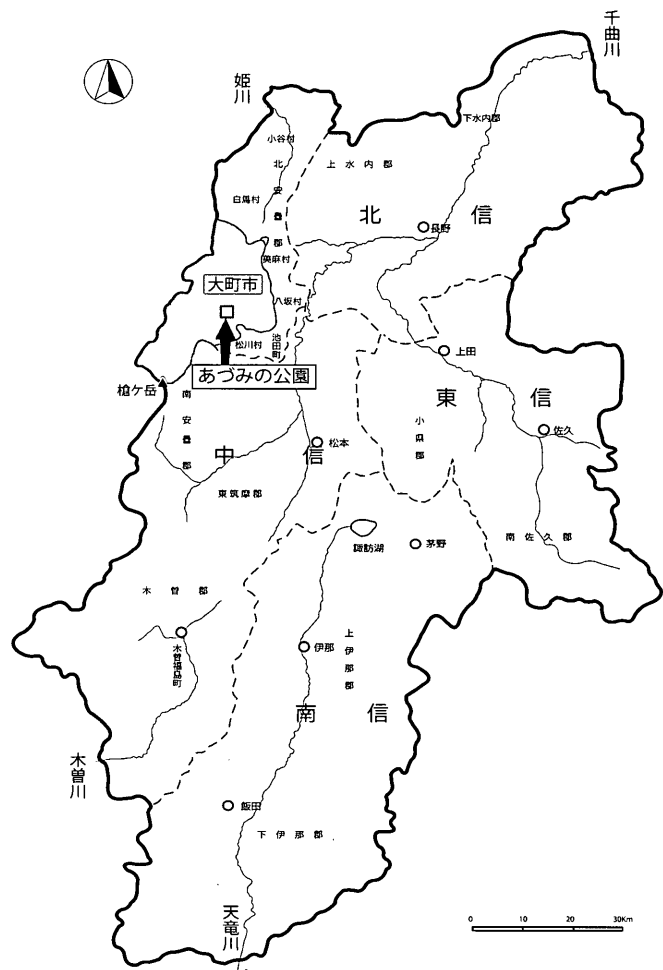 千曲川
姫川
下水内郡
小谷村
北安曇郡
上水内郡
白馬村
北信
長野
美麻村
大町市
八坂村
池田町
松川村
上田
あづみの公園
槍ケ岳
南安曇郡
東信
小県郡
佐久
中信
松本
東筑摩郡
諏訪湖
茅野
南佐久郡
木曽郡
木曽福島町
伊那
上伊那郡
南信
木曽川
飯田
下伊那郡
天竜川
0 10 20 30Km